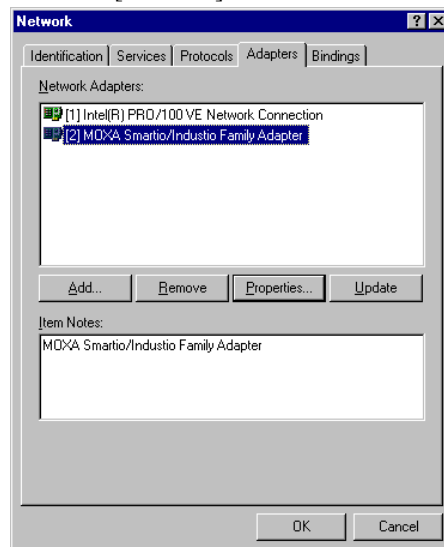 Network
Identification Services Protocols Adapters Bindings
Network Adapters:
[1] Intel(R) PRO/100 VE Network Connection
[2] MOXA Smartio/Industio Family Adapter
Add... Remove Properties... Update
Item Notes:
MOXA Smartio/Industio Family Adapter
OK Cancel